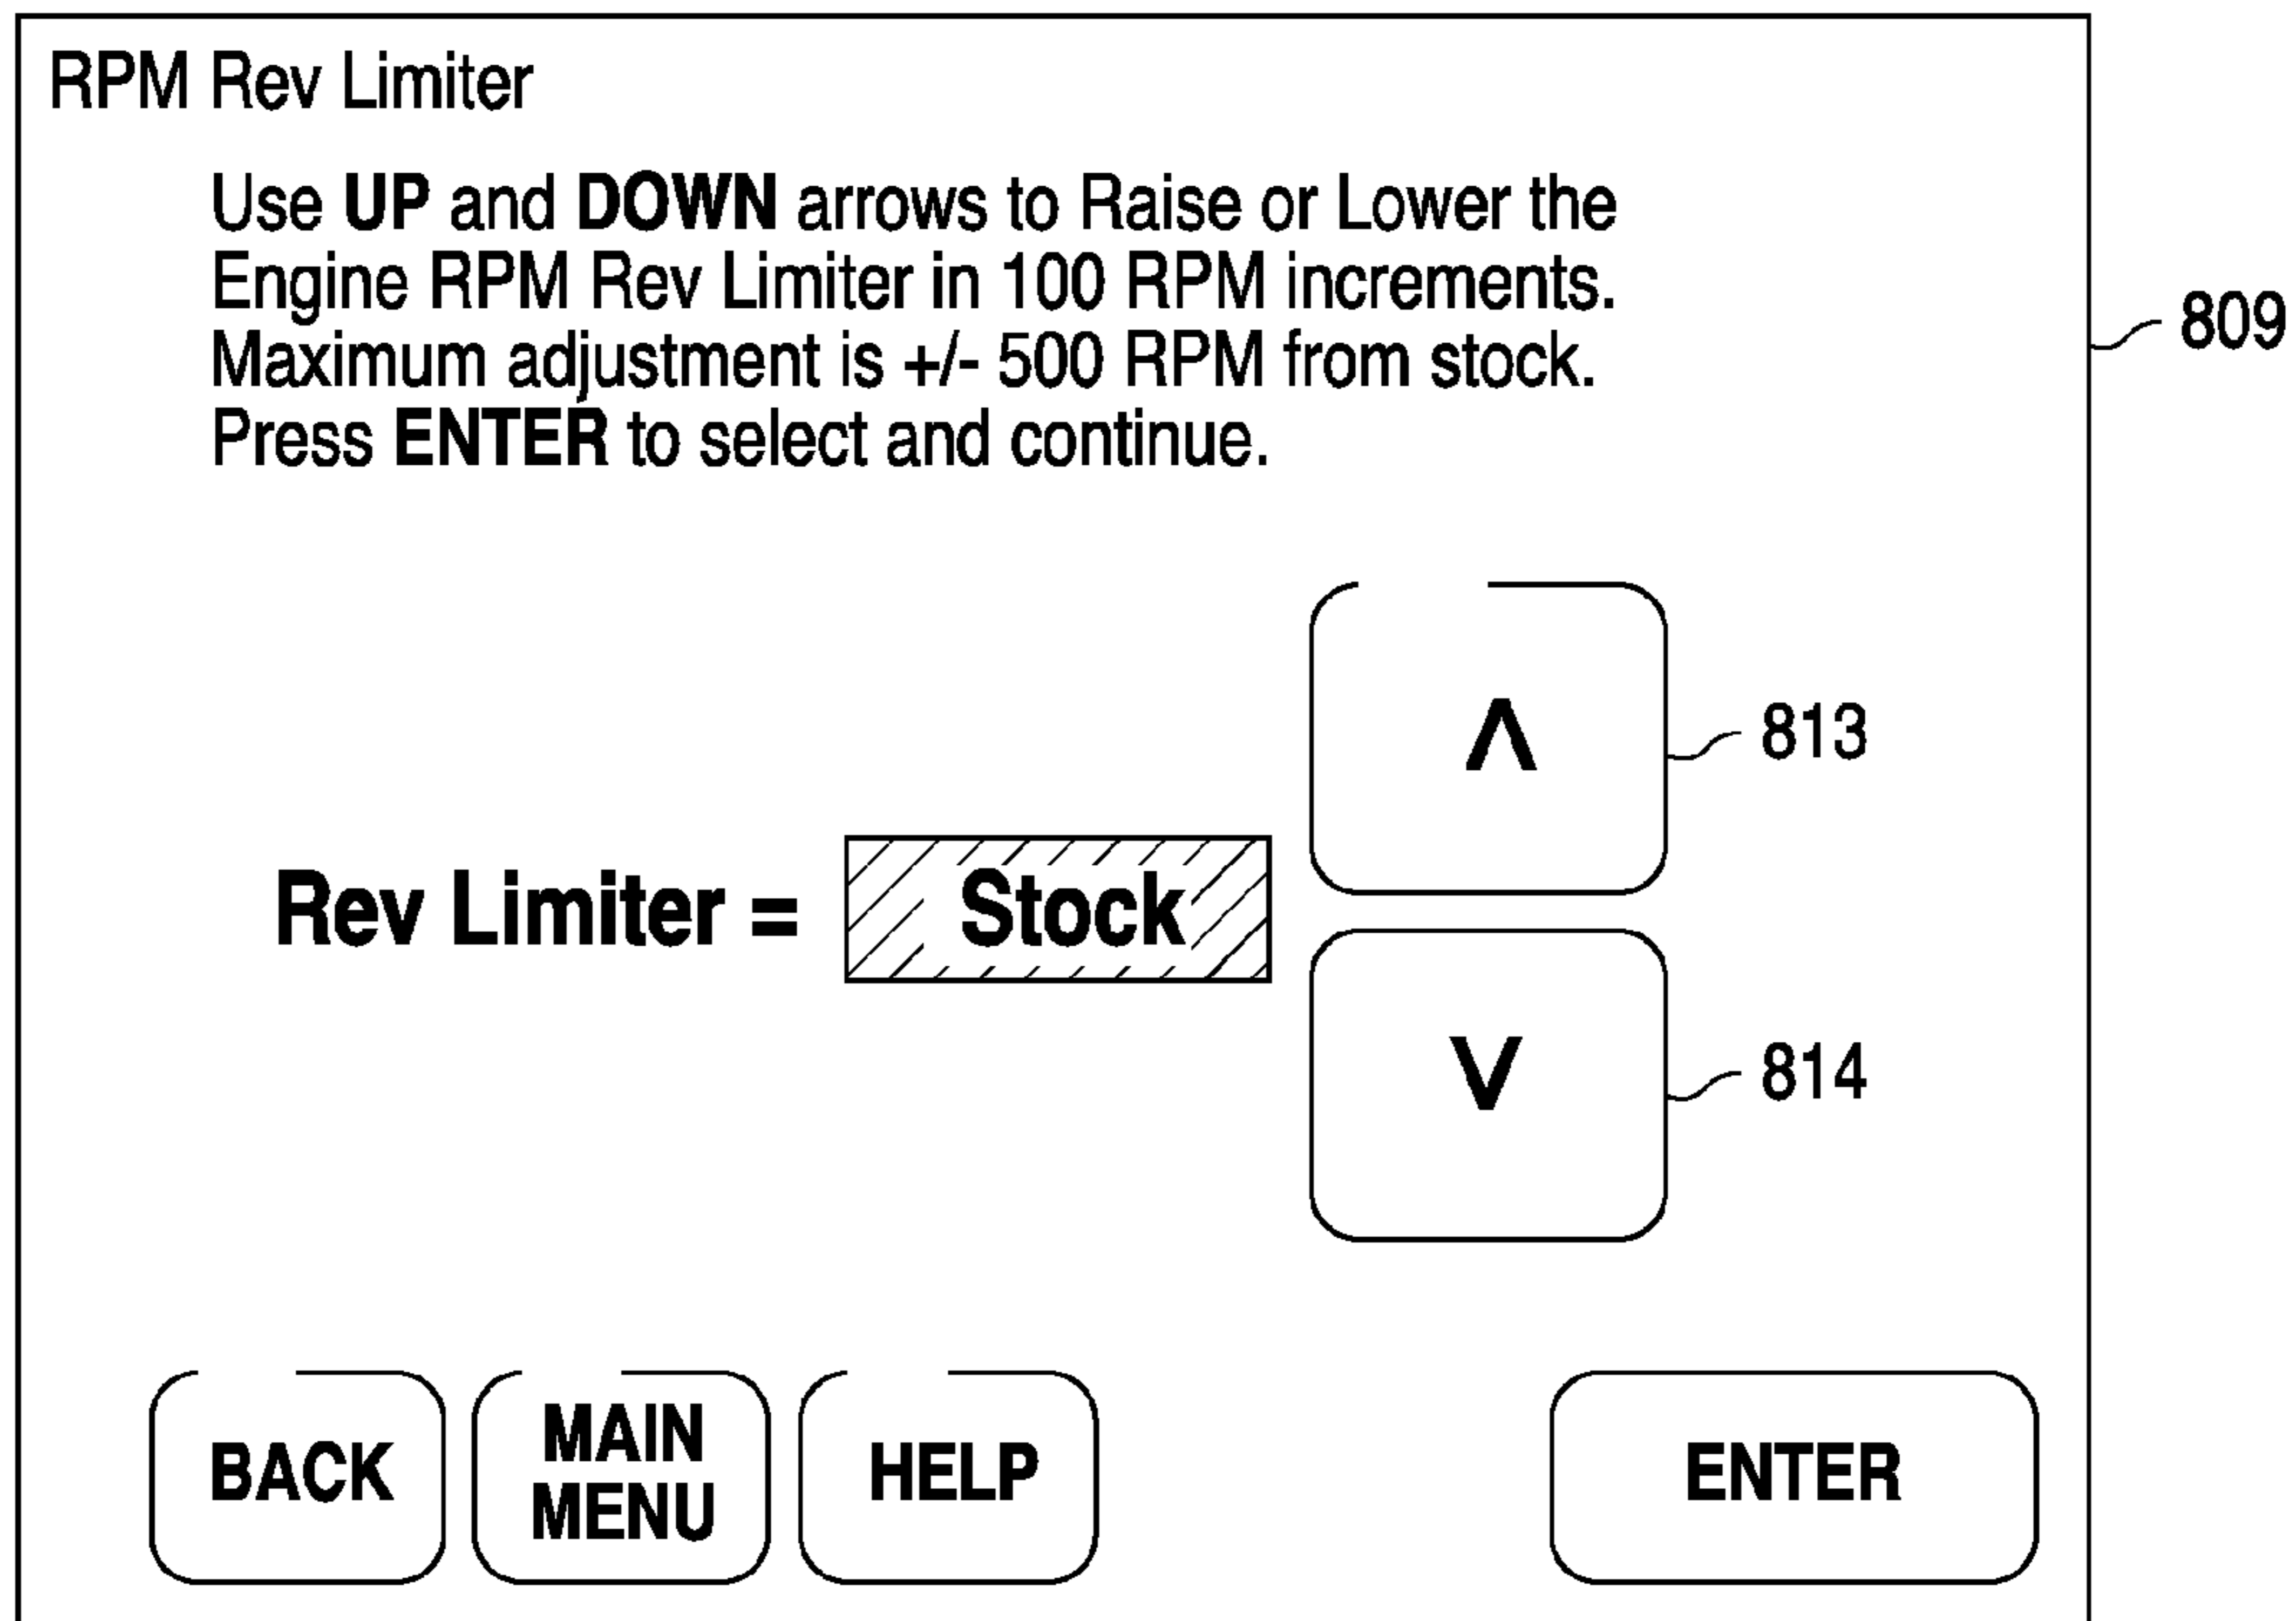 RPM Rev Limiter
Use UP and DOWN arrows to Raise or Lower the
Engine RPM Rev Limiter in 100 RPM increments.
Maximum adjustment is +/- 500 RPM from stock.
Press ENTER to select and continue.
809
Λ
813
Rev Limiter = Stock
V
814
BACK
MAIN
MENU
HELP
ENTER